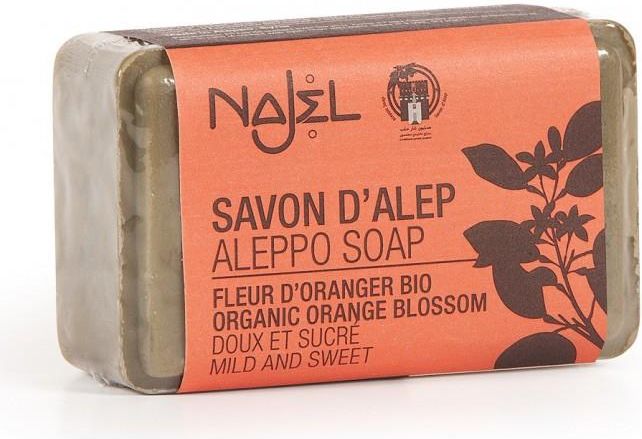 NAJEL
SAVON D'ALEP
ALEPPO SOAP
FLEUR D'ORANGER BIO
ORGANIC ORANGE BLOSSOM
DOUX ET SUCRÉ
MILD AND SWEET